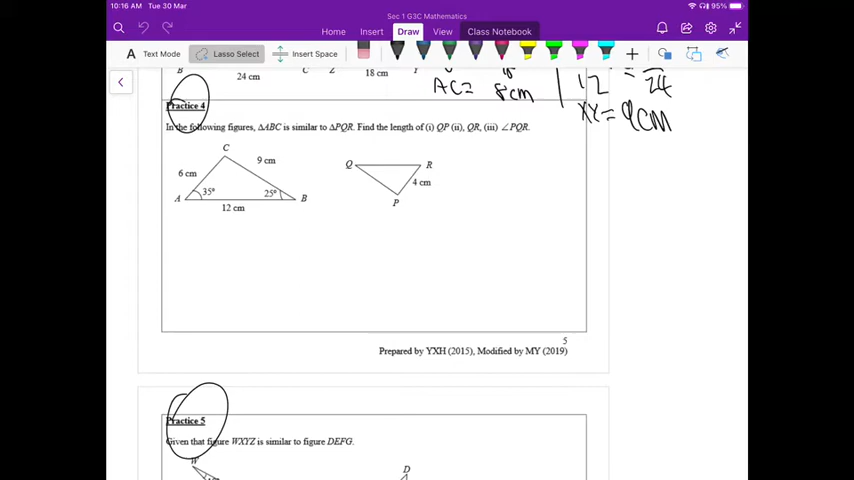 10:16 AM Tue 30 Mar
95%
Sec 1 G3C Mathematics
Home Insert Draw View Class Notebook
A Text Mode Lasso Select Insert Space
B 24 cm C Z 18 cm
AC= 8cm
12 = 24
XY= 9cm
Practice 4
In the following figures, ΔABC is similar to ΔPQR. Find the length of (i) QP (ii), QR, (iii) ∠PQR.
C
9 cm
Q R
6 cm
4 cm
35° 25°
A B
P
12 cm
5
Prepared by YXH (2015), Modified by MY (2019)
Practice 5
Given that figure WXYZ is similar to figure DEFG.
W
D